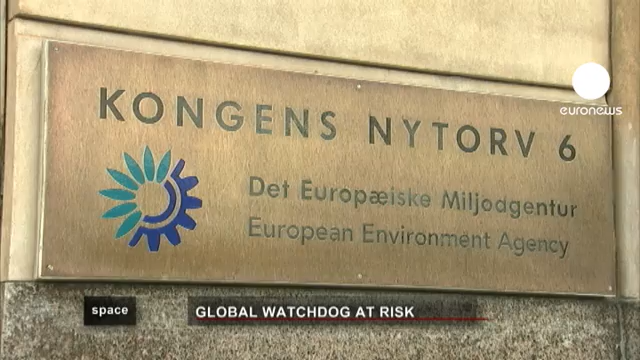 KONGENS NYTORV 6
euronews
Det Europæiske Miljødgentur
European Environment Agency
space
GLOBAL WATCHDOG AT RISK